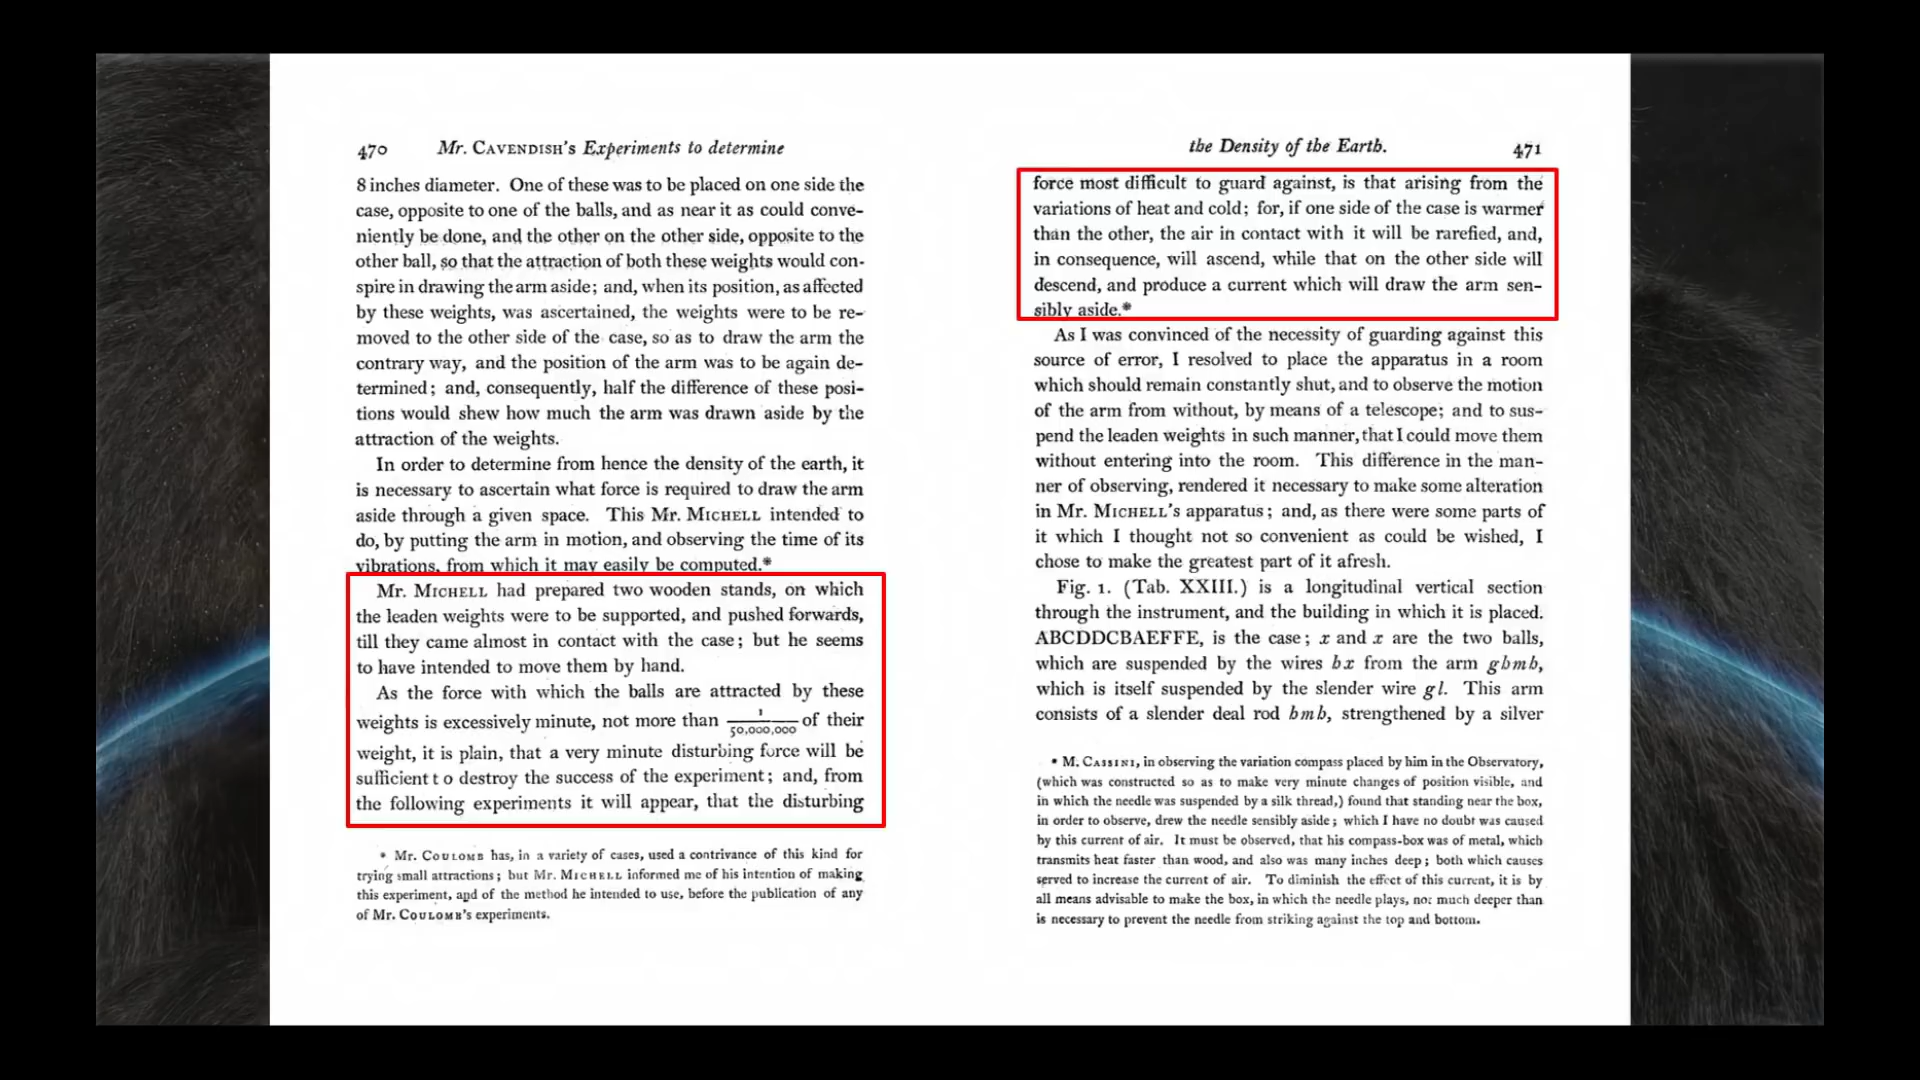 470 Mr. CAVENDISH's Experiments to determine
8 inches diameter. One of these was to be placed on one side the
case, opposite to one of the balls, and as near it as could conve-
niently be done, and the other on the other side, opposite to the
other ball, so that the attraction of both these weights would con-
spire in drawing the arm aside; and, when its position, as affected
by these weights, was ascertained, the weights were to be re-
moved to the other side of the case, so as to draw the arm the
contrary way, and the position of the arm was to be again de-
termined; and, consequently, half the difference of these posi-
tions would shew how much the arm was drawn aside by the
attraction of the weights.
In order to determine from hence the density of the earth, it
is necessary to ascertain what force is required to draw the arm
aside through a given space. This Mr. MICHELL intended to
do, by putting the arm in motion, and observing the time of its
vibrations, from which it may easily be computed.*
Mr. MICHELL had prepared two wooden stands, on which
the leaden weights were to be supported, and pushed forwards,
till they came almost in contact with the case; but he seems
to have intended to move them by hand.
As the force with which the balls are attracted by these
weights is excessively minute, not more than 1/50,000,000 of their
weight, it is plain, that a very minute disturbing force will be
sufficient t o destroy the success of the experiment; and, from
the following experiments it will appear, that the disturbing
* Mr. COULOMB has, in a variety of cases, used a contrivance of this kind for
trying small attractions; but Mr. MICHELL informed me of his intention of making
this experiment, and of the method he intended to use, before the publication of any
of Mr. COULOMB's experiments.
the Density of the Earth. 471
force most difficult to guard against, is that arising from the
variations of heat and cold; for, if one side of the case is warmer
than the other, the air in contact with it will be rarefied, and,
in consequence, will ascend, while that on the other side will
descend, and produce a current which will draw the arm sen-
sibly aside.*
As I was convinced of the necessity of guarding against this
source of error, I resolved to place the apparatus in a room
which should remain constantly shut, and to observe the motion
of the arm from without, by means of a telescope; and to sus-
pend the leaden weights in such manner, that I could move them
without entering into the room. This difference in the man-
ner of observing, rendered it necessary to make some alteration
in Mr. MICHELL's apparatus; and, as there were some parts of
it which I thought not so convenient as could be wished, I
chose to make the greatest part of it afresh.
Fig. 1. (Tab. XXIII.) is a longitudinal vertical section
through the instrument, and the building in which it is placed.
ABCDDCBAEFFE, is the case; x and x are the two balls,
which are suspended by the wires bx from the arm gbmb,
which is itself suspended by the slender wire gl. This arm
consists of a slender deal rod bmb, strengthened by a silver
* M. CASSINI, in observing the variation compass placed by him in the Observatory,
(which was constructed so as to make very minute changes of position visible, and
in which the needle was suspended by a silk thread,) found that standing near the box,
in order to observe, drew the needle sensibly aside; which I have no doubt was caused
by this current of air. It must be observed, that his compass-box was of metal, which
transmits heat faster than wood, and also was many inches deep; both which causes
served to increase the current of air. To diminish the effect of this current, it is by
all means advisable to make the box, in which the needle plays, not much deeper than
is necessary to prevent the needle from striking against the top and bottom.